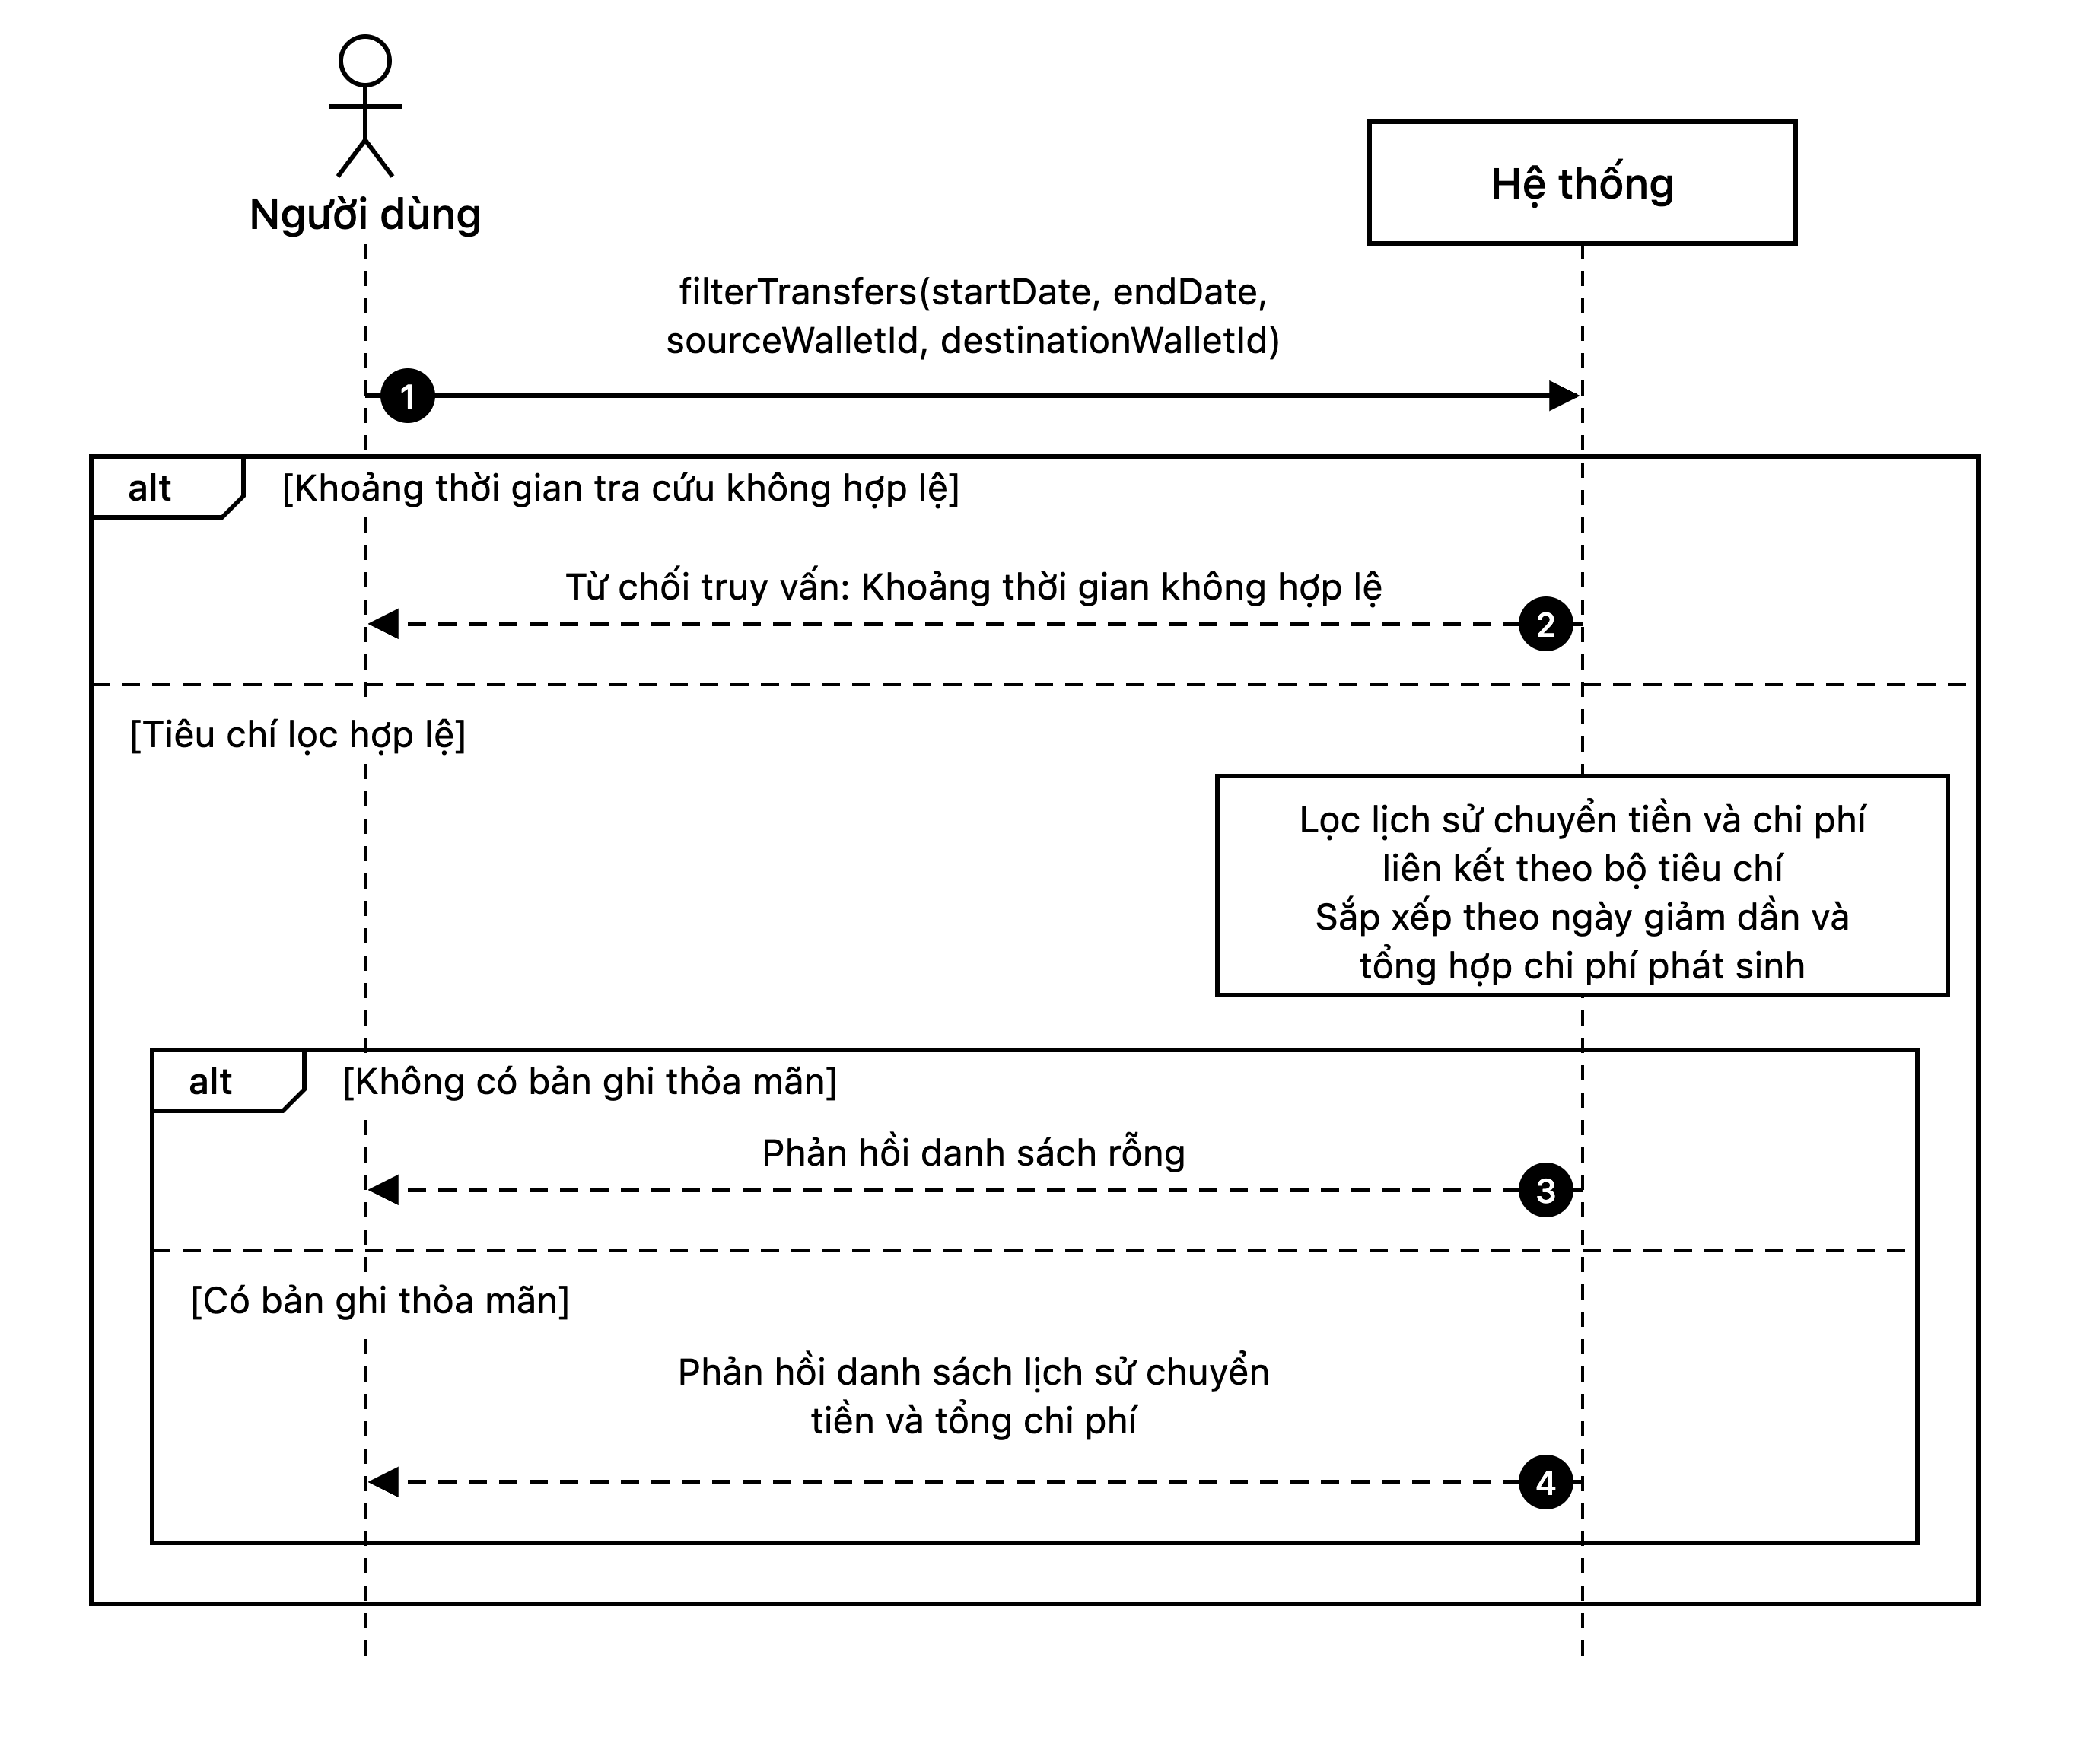 Người dùng
Hệ thống
filterTransfers(startDate, endDate,
sourceWalletId, destinationWalletId)
1
alt
[Khoảng thời gian tra cứu không hợp lệ]
Từ chối truy vấn: Khoảng thời gian không hợp lệ
2
[Tiêu chí lọc hợp lệ]
Lọc lịch sử chuyển tiền và chi phí
liên kết theo bộ tiêu chí
Sắp xếp theo ngày giảm dần và
tổng hợp chi phí phát sinh
alt
[Không có bản ghi thỏa mãn]
Phản hồi danh sách rỗng
3
[Có bản ghi thỏa mãn]
Phản hồi danh sách lịch sử chuyển
tiền và tổng chi phí
4